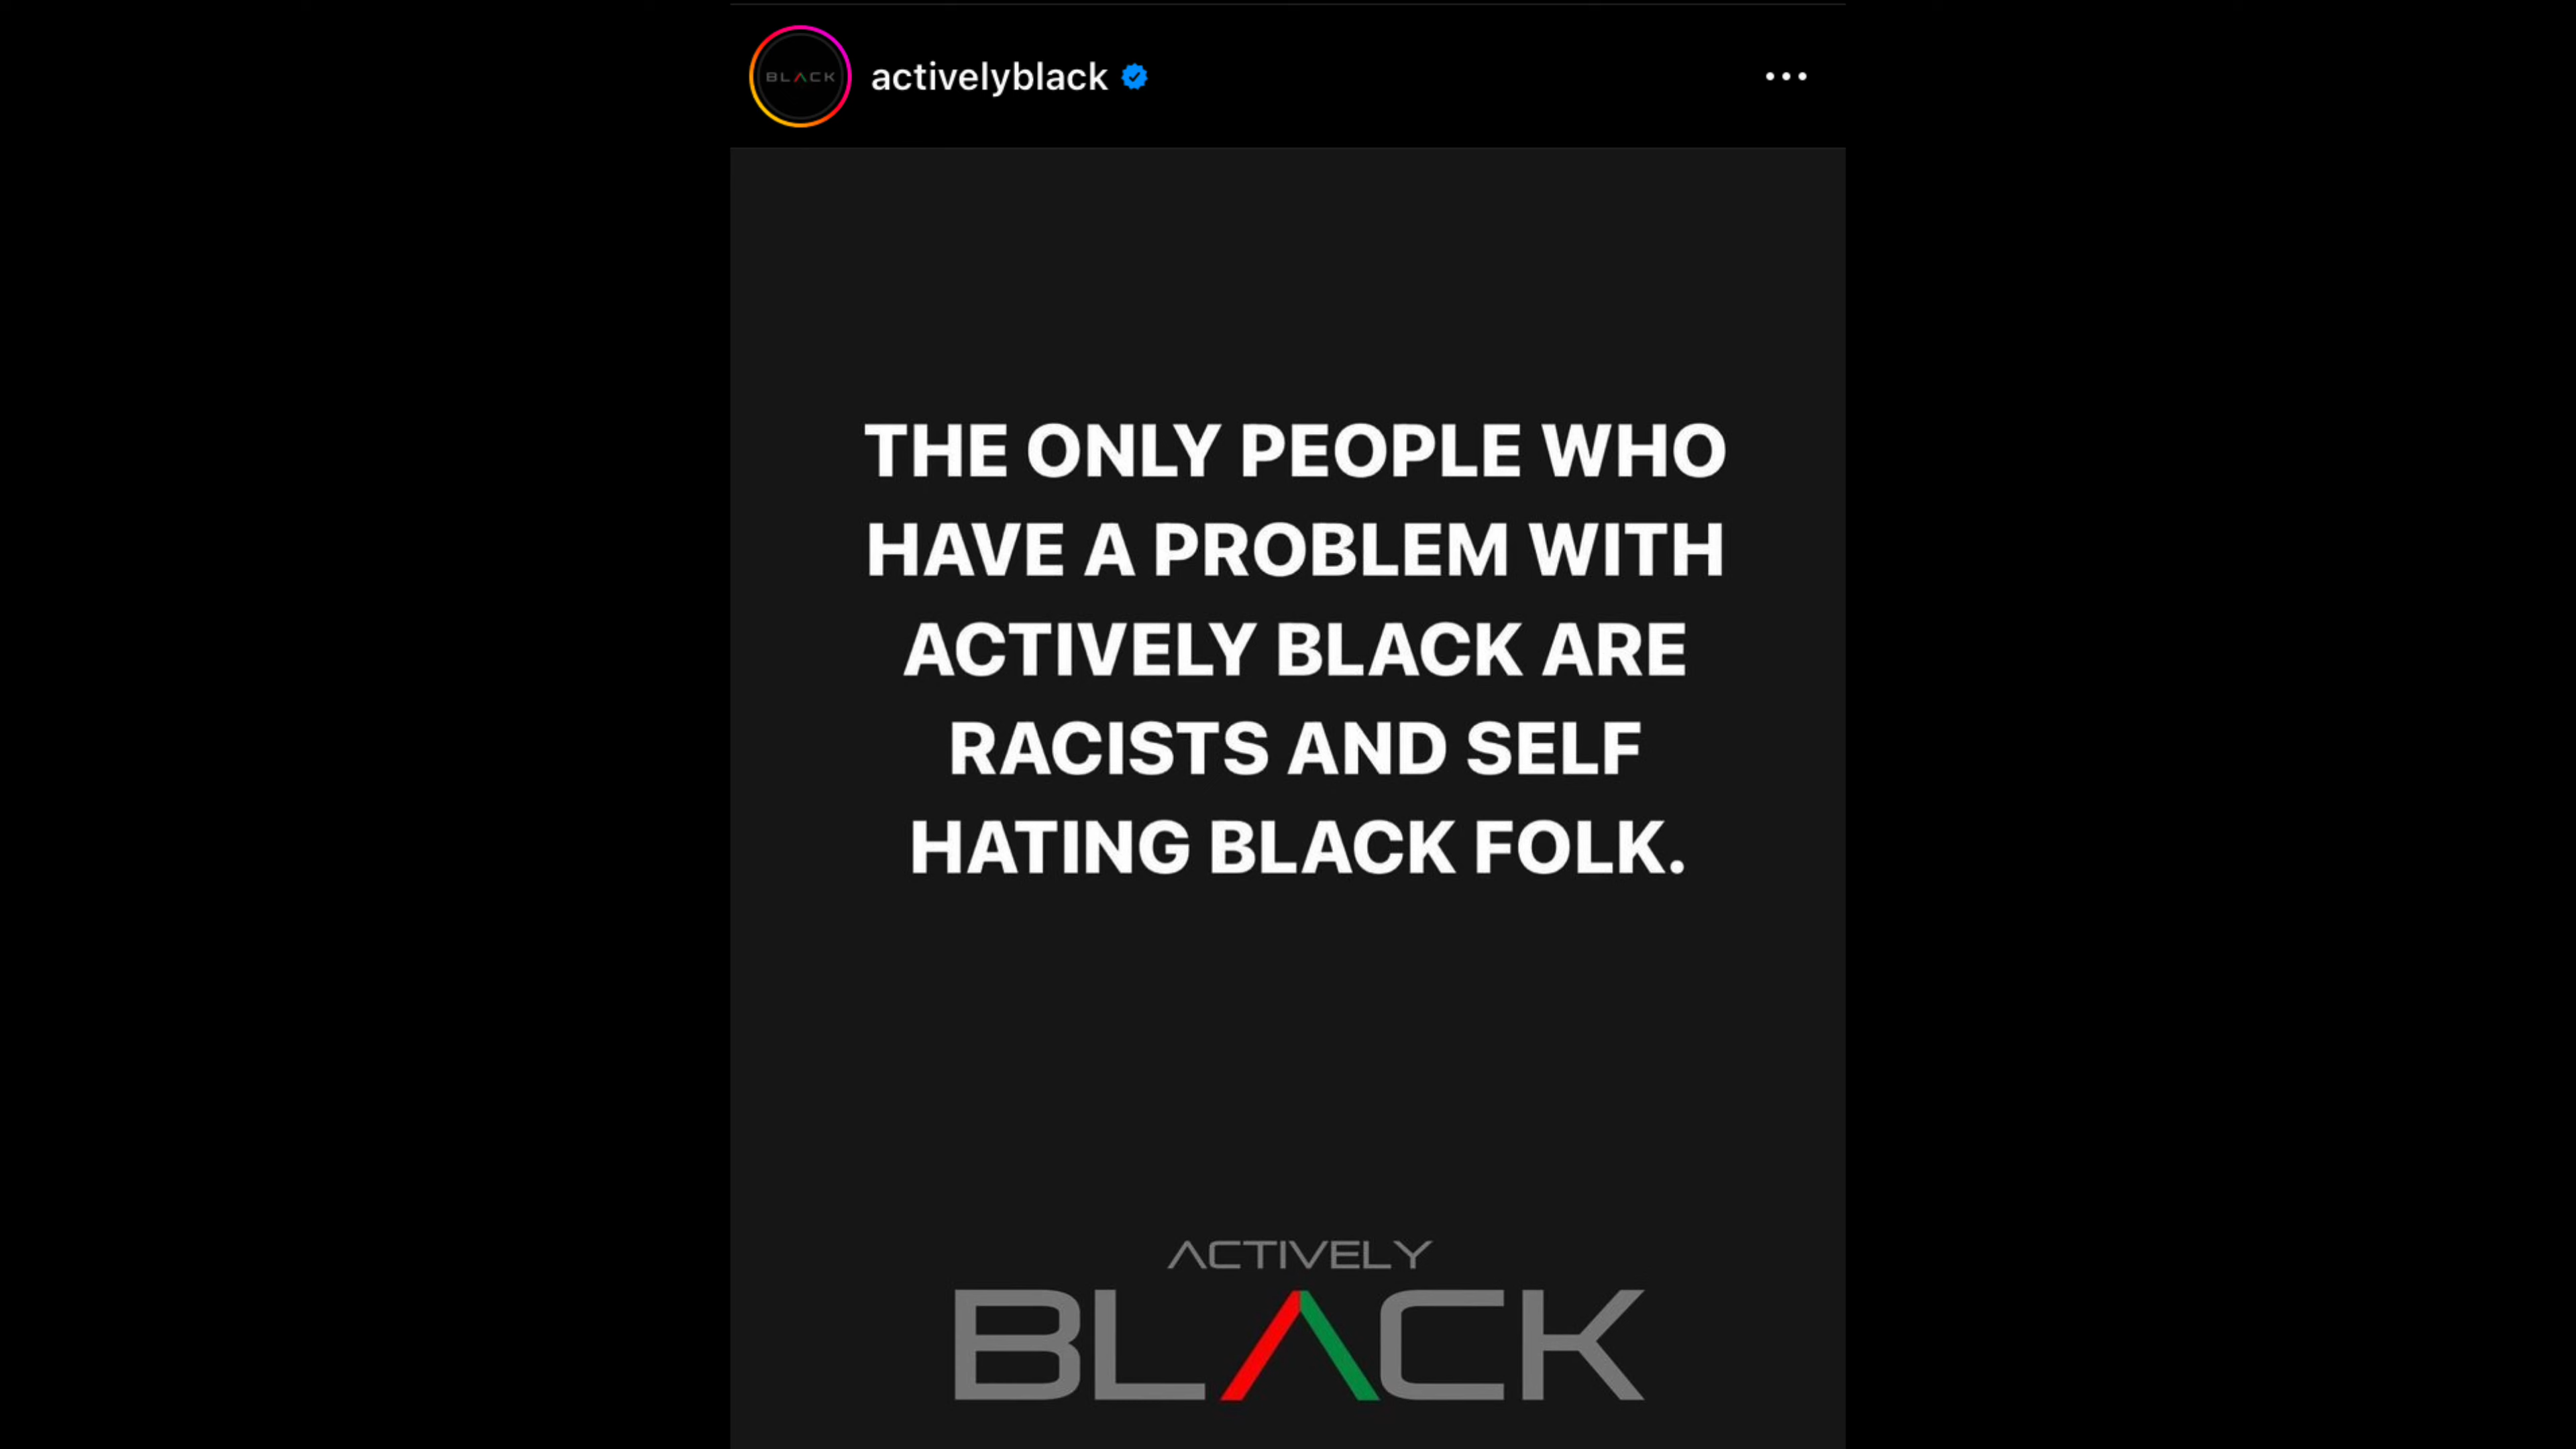 BLACK
activelyblack
THE ONLY PEOPLE WHO
HAVE A PROBLEM WITH
ACTIVELY BLACK ARE
RACISTS AND SELF
HATING BLACK FOLK.
ACTIVELY
BLACK